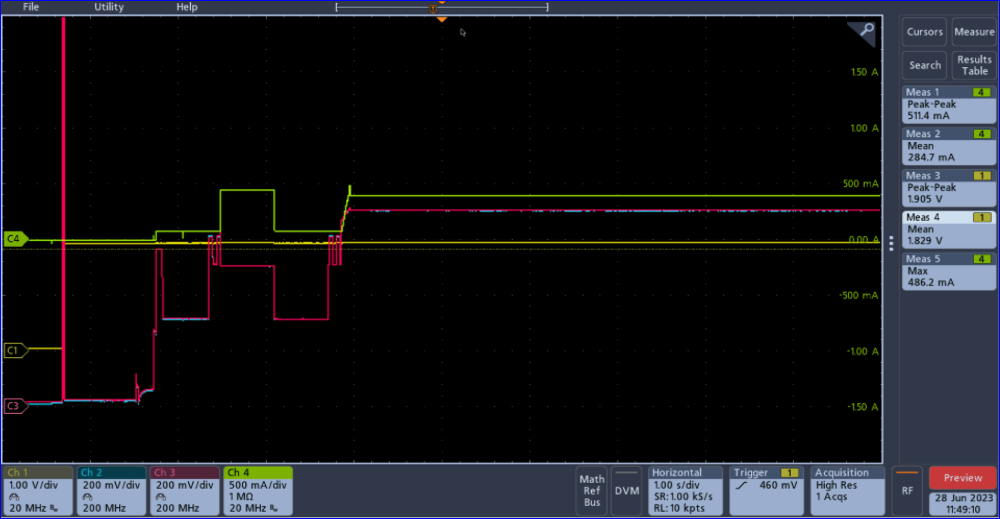 File Utility Help
T
Cursors Measure
Search Results Table
1.50 A
1.00 A
500 mA
0.00 A
-500 mA
-1.00 A
-1.50 A
C4
C1
C3
Meas 1 4
Peak-Peak
511.4 mA
Meas 2 4
Mean
284.7 mA
Meas 3 1
Peak-Peak
1.905 V
Meas 4 1
Mean
1.829 V
Meas 5 4
Max
486.2 mA
Ch 1
1.00 V/div
20 MHz Bw
Ch 2
200 mV/div
200 MHz
Ch 3
200 mV/div
200 MHz
Ch 4
500 mA/div
1 MΩ
20 MHz Bw
Math
Ref
Bus
DVM
Horizontal
1.00 s/div
SR: 1.00 kS/s
RL: 10 kpts
Trigger 1
460 mV
Acquisition
High Res
1 Acqs
RF
Preview
28 Jun 2023
11:49:10